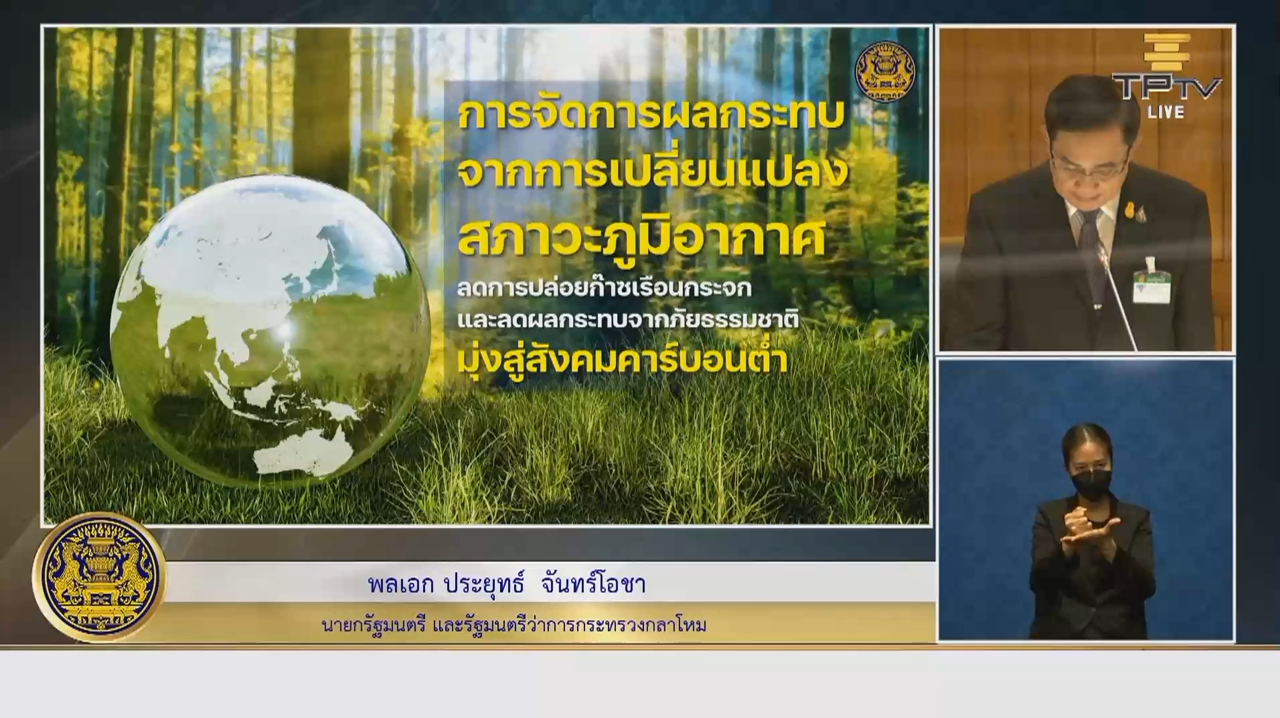 การจัดการผลกระทบ
จากการเปลี่ยนแปลง
สภาวะภูมิอากาศ
ลดการปล่อยก๊าซเรือนกระจก
และลดผลกระทบจากภัยธรรมชาติ
มุ่งสู่สังคมคาร์บอนต่ำ
TPTV
LIVE
พลเอก ประยุทธ์ จันทร์โอชา
นายกรัฐมนตรี และรัฐมนตรีว่าการกระทรวงกลาโหม